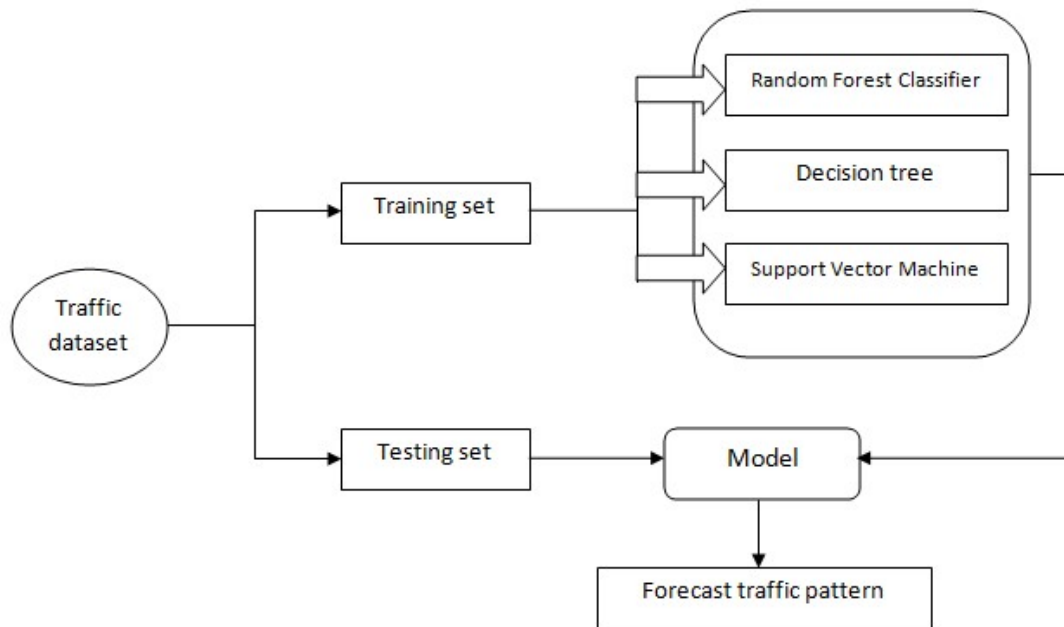 Random Forest Classifier
Decision tree
Training set
Support Vector Machine
Traffic
dataset
Testing set
Model
Forecast traffic pattern